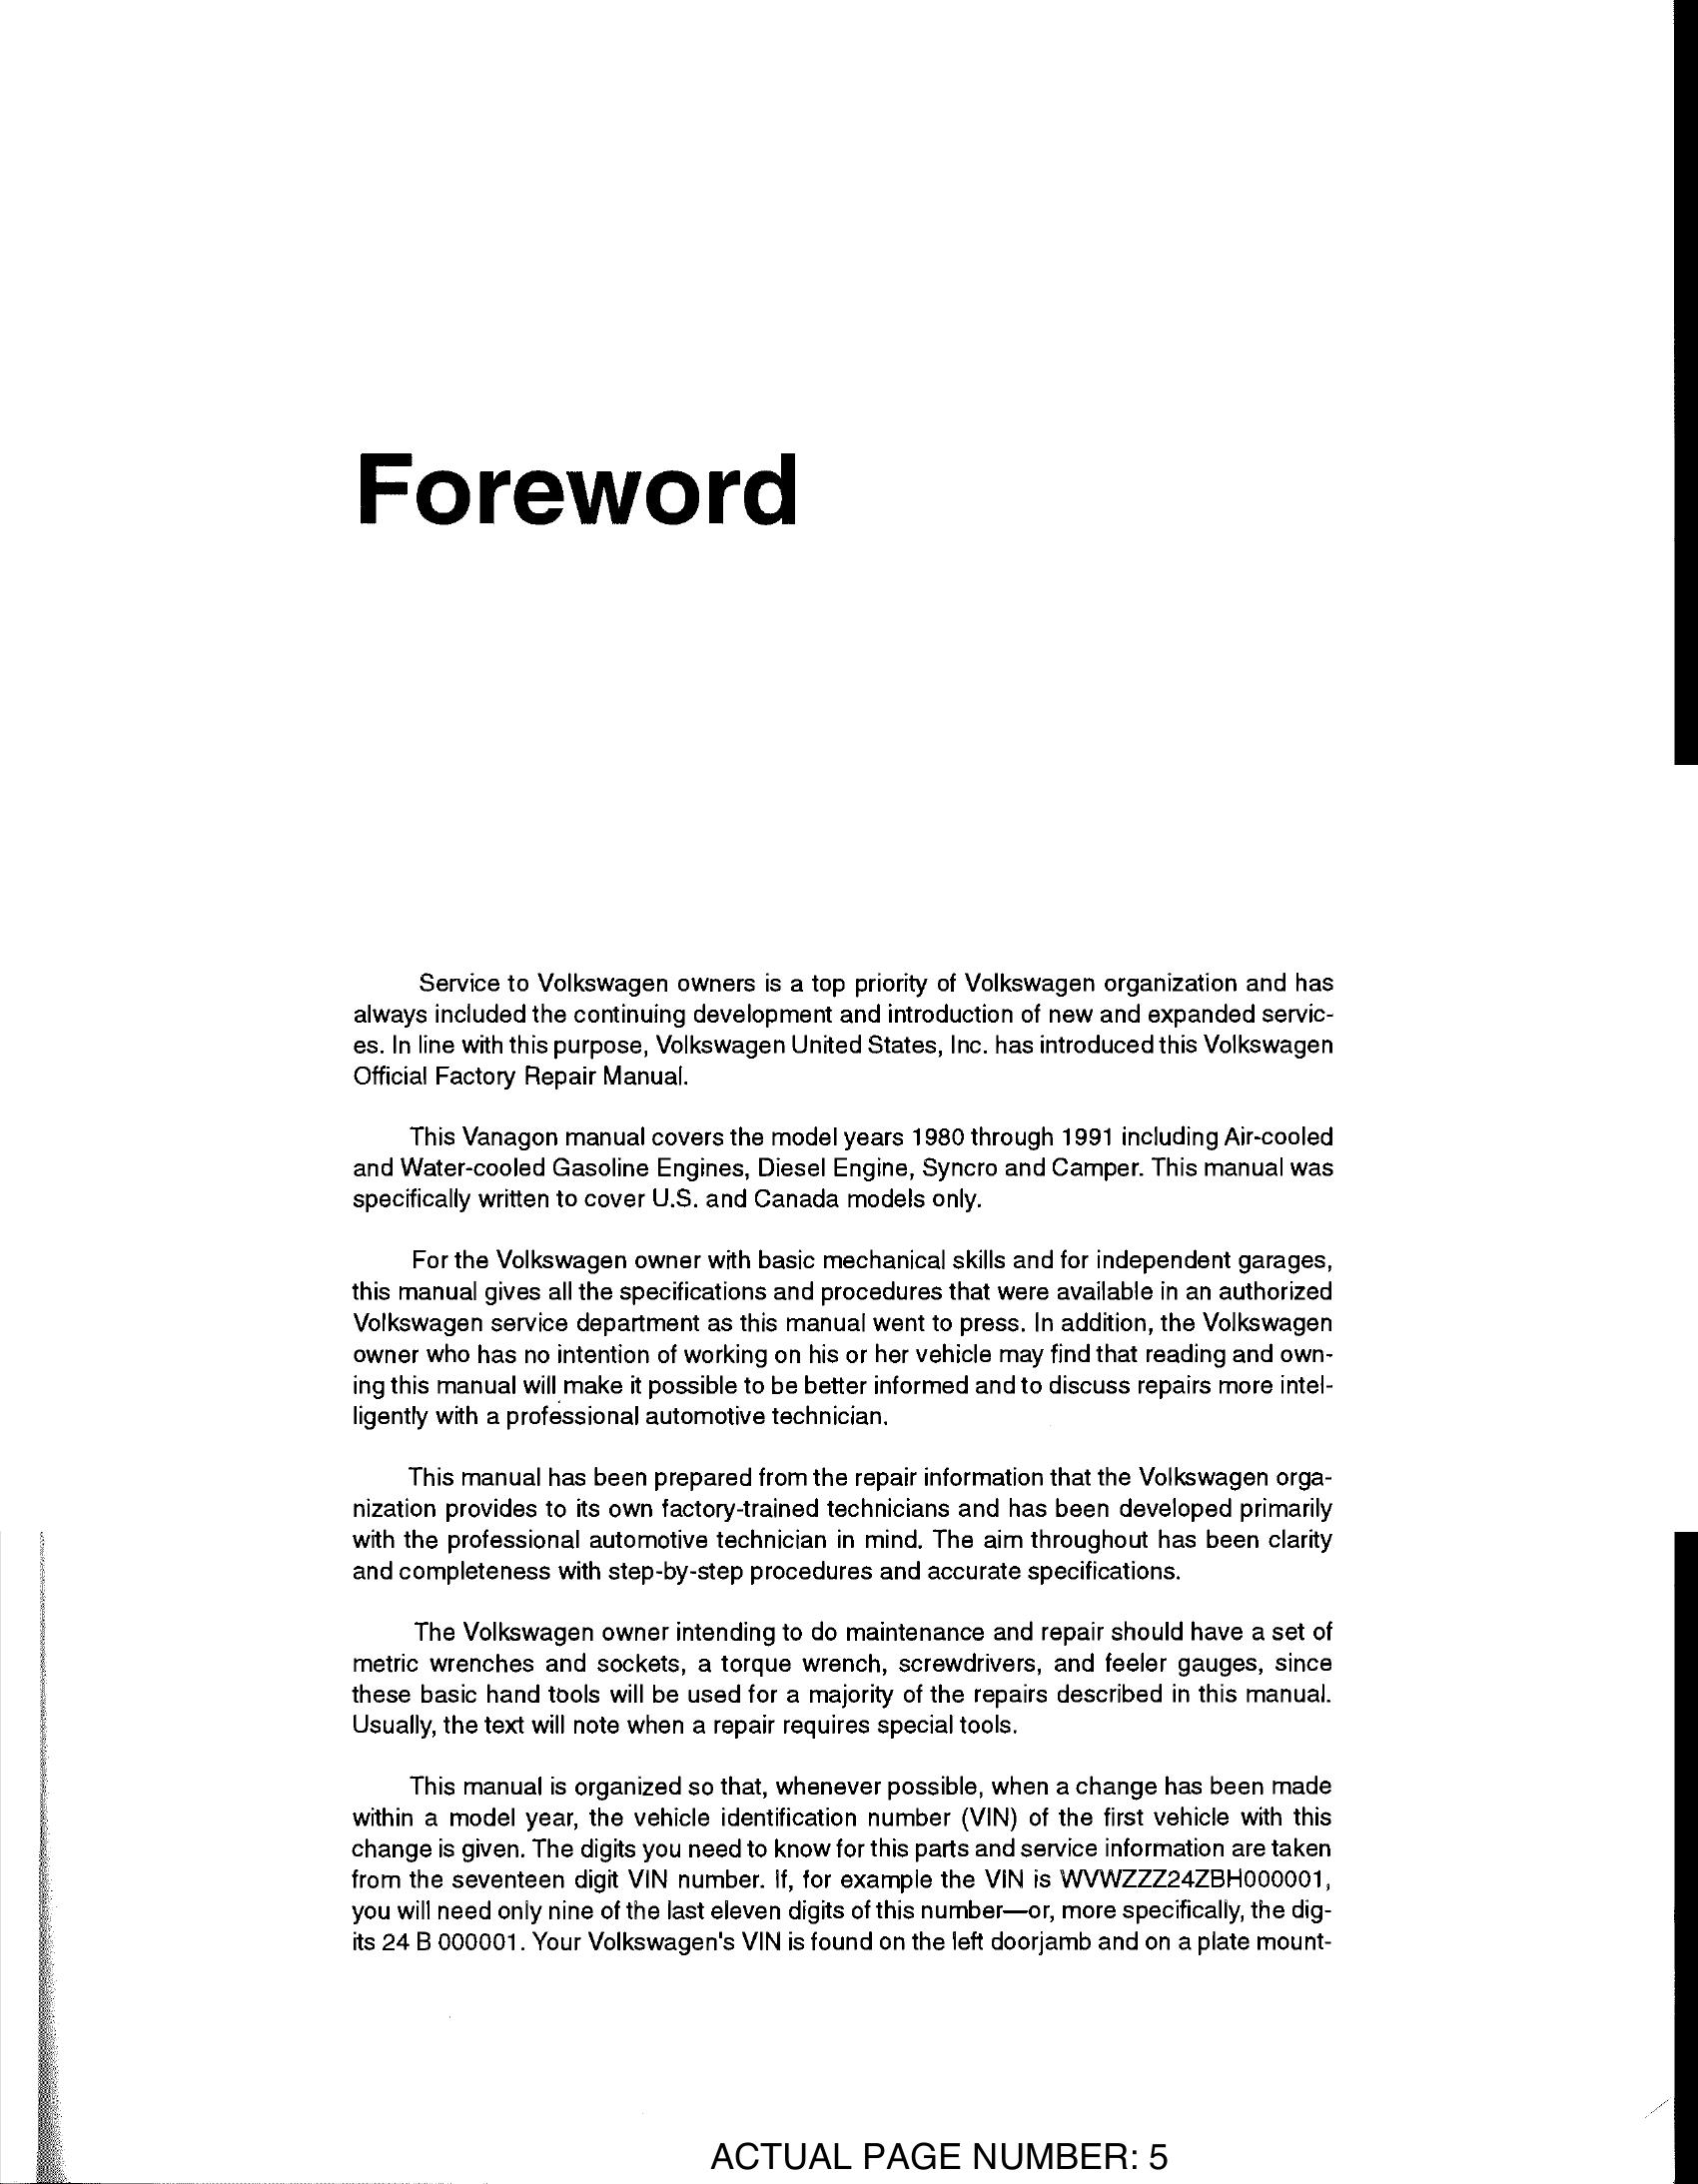 Foreword
Service to Volkswagen owners is a top priority of Volkswagen organization and has
always included the continuing development and introduction of new and expanded servic-
es. In line with this purpose, Volkswagen United States, Inc. has introduced this Volkswagen
Official Factory Repair Manual.
This Vanagon manual covers the model years 1980 through 1991 including Air-cooled
and Water-cooled Gasoline Engines, Diesel Engine, Syncro and Camper. This manual was
specifically written to cover U.S. and Canada models only.
For the Volkswagen owner with basic mechanical skills and for independent garages,
this manual gives all the specifications and procedures that were available in an authorized
Volkswagen service department as this manual went to press. In addition, the Volkswagen
owner who has no intention of working on his or her vehicle may find that reading and own-
ing this manual will make it possible to be better informed and to discuss repairs more intel-
ligently with a professional automotive technician.
This manual has been prepared from the repair information that the Volkswagen orga-
nization provides to its own factory-trained technicians and has been developed primarily
with the professional automotive technician in mind. The aim throughout has been clarity
and completeness with step-by-step procedures and accurate specifications.
The Volkswagen owner intending to do maintenance and repair should have a set of
metric wrenches and sockets, a torque wrench, screwdrivers, and feeler gauges, since
these basic hand tools will be used for a majority of the repairs described in this manual.
Usually, the text will note when a repair requires special tools.
This manual is organized so that, whenever possible, when a change has been made
within a model year, the vehicle identification number (VIN) of the first vehicle with this
change is given. The digits you need to know for this parts and service information are taken
from the seventeen digit VIN number. If, for example the VIN is WVWZZZ24ZBH000001,
you will need only nine of the last eleven digits of this number—or, more specifically, the dig-
its 24 B 000001. Your Volkswagen's VIN is found on the left doorjamb and on a plate mount-
ACTUAL PAGE NUMBER: 5